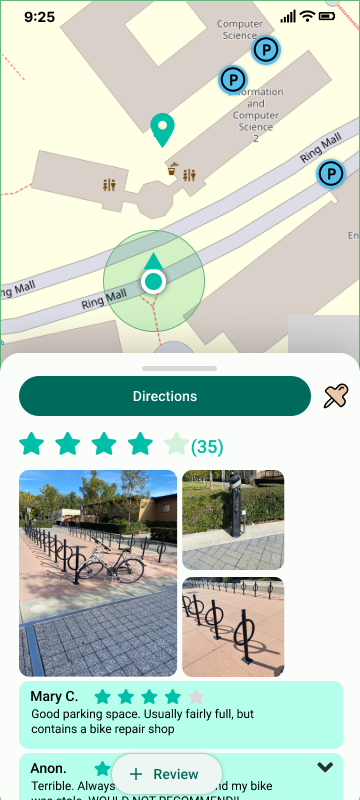 9:25
Computer
Science
P
P
Information
and
Computer
Science
2
Ring Mall
P
En
ng Mall
Ring Mall
Directions
(35)
Mary C.
Good parking space. Usually fairly full, but
contains a bike repair shop
Anon.
Terrible. Always
nd my bike
was stole. WOULD NOT RECOMMEND!!
+ Review